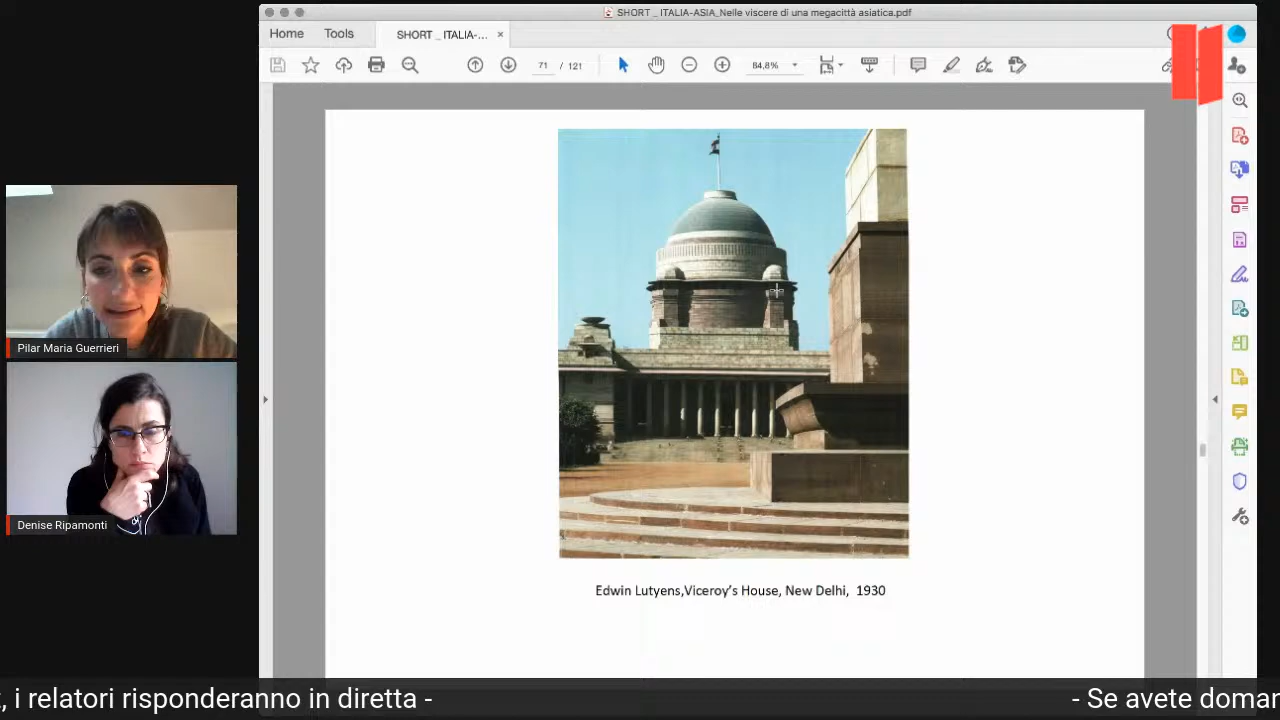 SHORT _ ITALIA-ASIA_Nelle viscere di una megacittà asiatica.pdf
Home Tools SHORT _ ITALIA-... ×
71 / 121 84,8%
Pilar Maria Guerrieri
Denise Ripamonti
Edwin Lutyens,Viceroy's House, New Delhi, 1930
, i relatori risponderanno in diretta - - Se avete domar